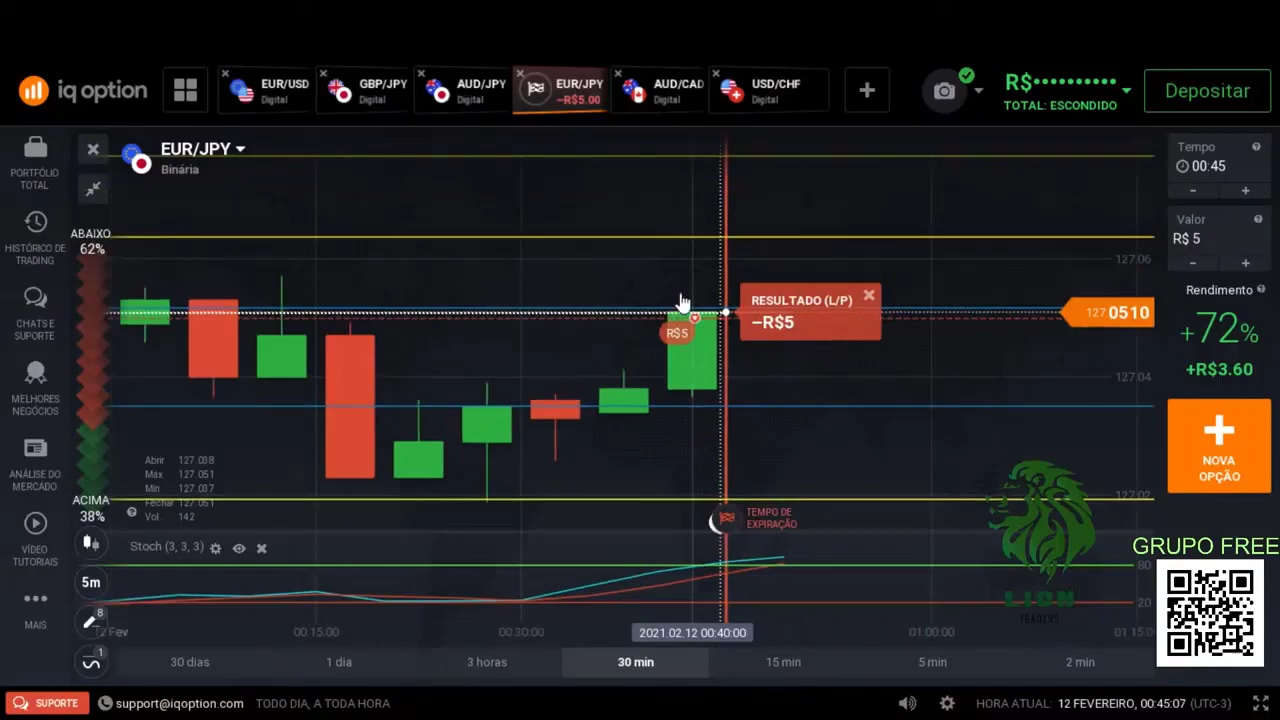 iq option
EUR/USD
Digital
GBP/JPY
Digital
AUD/JPY
Digital
EUR/JPY
−R$5.00
AUD/CAD
Digital
USD/CHF
Digital
R$••••••••••
TOTAL: ESCONDIDO
Depositar
PORTFÓLIO
TOTAL
HISTÓRICO DE
TRADING
CHATS E
SUPORTE
MELHORES
NEGÓCIOS
ANÁLISE DO
MERCADO
VÍDEO
TUTORIAIS
MAIS
EUR/JPY
Binária
ABAIXO
62%
ACIMA
38%
R$5
RESULTADO (L/P)
−R$5
127.06
127.0510
127.04
127.02
Abrir 127.038
Max 127.051
Min 127.037
Fechar 127.051
Vol. 142
TEMPO DE
EXPIRAÇÃO
Stoch (3, 3, 3)
80
20
5m
8
1
12 Fev
00:15:00
00:30:00
2021.02.12 00:40:00
01:00:00
01:15:
30 dias
1 dia
3 horas
30 min
15 min
5 min
2 min
Tempo
00:45
- +
Valor
R$ 5
- +
Rendimento
+72%
+R$3.60
NOVA
OPÇÃO
LION
TRADERS
GRUPO FREE
SUPORTE
support@iqoption.com
TODO DIA, A TODA HORA
HORA ATUAL: 12 FEVEREIRO, 00:45:07 (UTC-3)